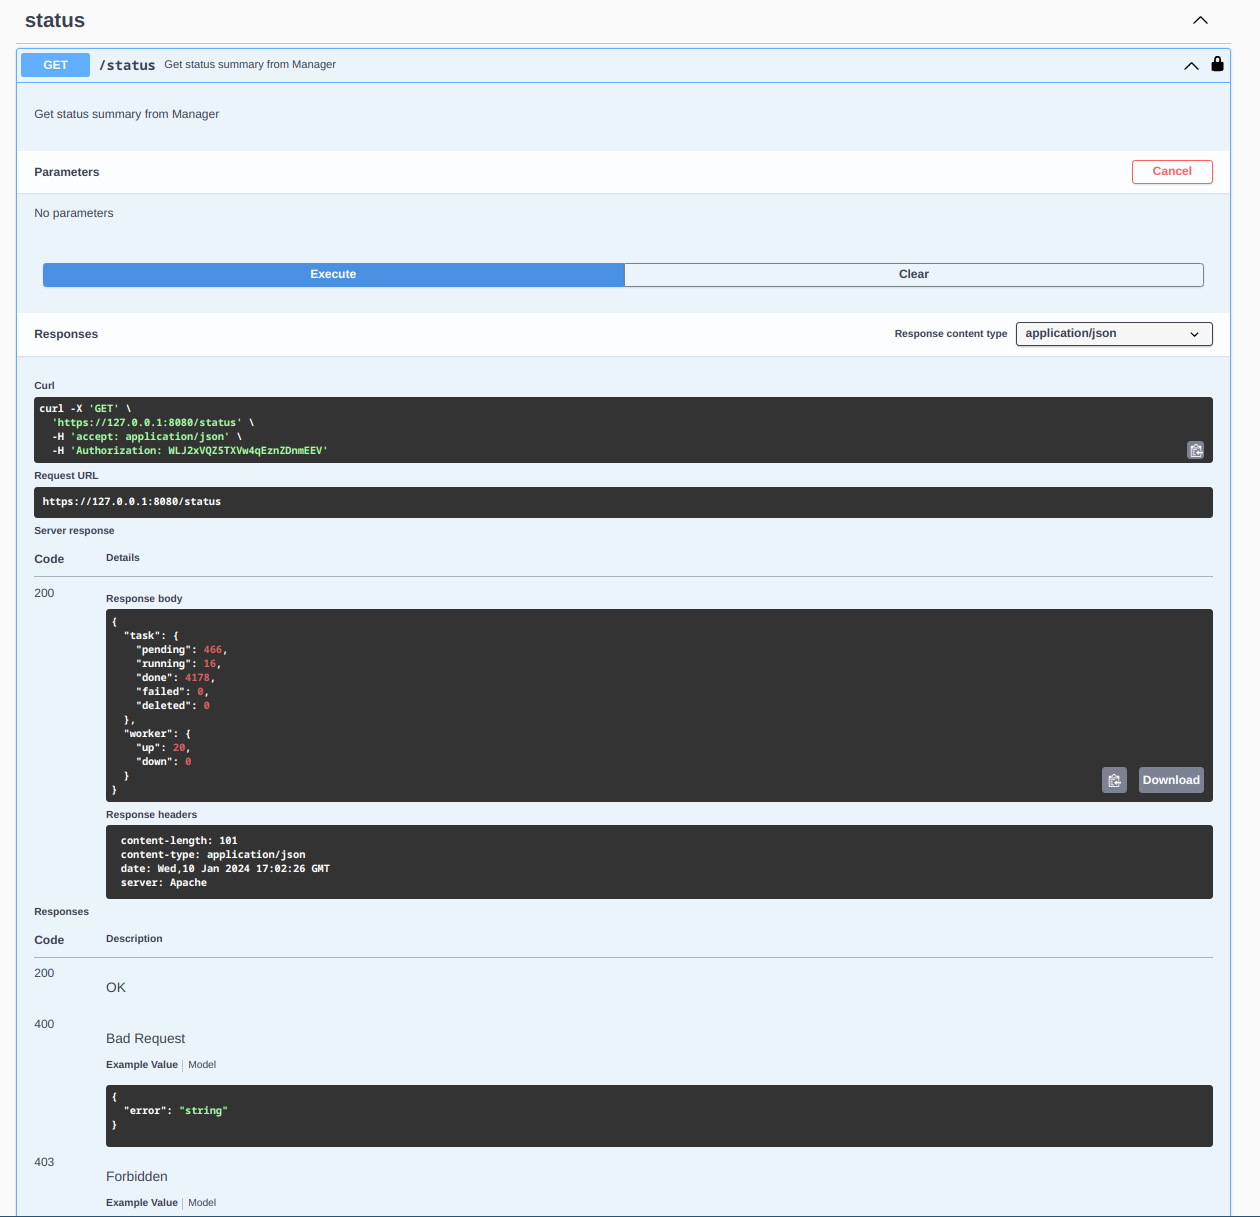 status
GET /status Get status summary from Manager
Get status summary from Manager
Parameters Cancel
No parameters
Execute Clear
Responses Response content type application/json
Curl
curl -X 'GET' \
'https://127.0.0.1:8080/status' \
-H 'accept: application/json' \
-H 'Authorization: WLJ2xVQZ5TXVw4qEznZDnmEEV'
Request URL
https://127.0.0.1:8080/status
Server response
Code Details
200
Response body
{
"task": {
"pending": 466,
"running": 16,
"done": 4178,
"failed": 0,
"deleted": 0
},
"worker": {
"up": 20,
"down": 0
}
}
Download
Response headers
content-length: 101
content-type: application/json
date: Wed,10 Jan 2024 17:02:26 GMT
server: Apache
Responses
Code Description
200
OK
400
Bad Request
Example Value | Model
{
"error": "string"
}
403
Forbidden
Example Value | Model